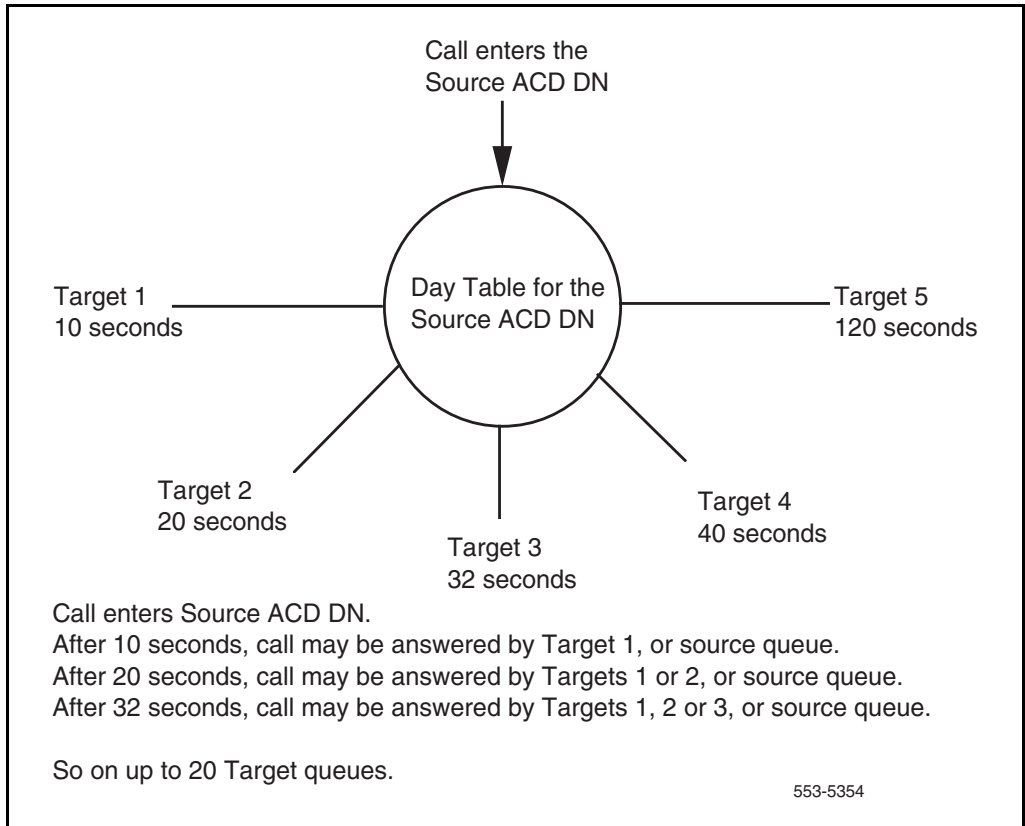 Call enters the
Source ACD DN
Day Table for the
Source ACD DN
Target 1
10 seconds
Target 5
120 seconds
Target 2
20 seconds
Target 4
40 seconds
Target 3
32 seconds
Call enters Source ACD DN.
After 10 seconds, call may be answered by Target 1, or source queue.
After 20 seconds, call may be answered by Targets 1 or 2, or source queue.
After 32 seconds, call may be answered by Targets 1, 2 or 3, or source queue.
So on up to 20 Target queues.
553-5354